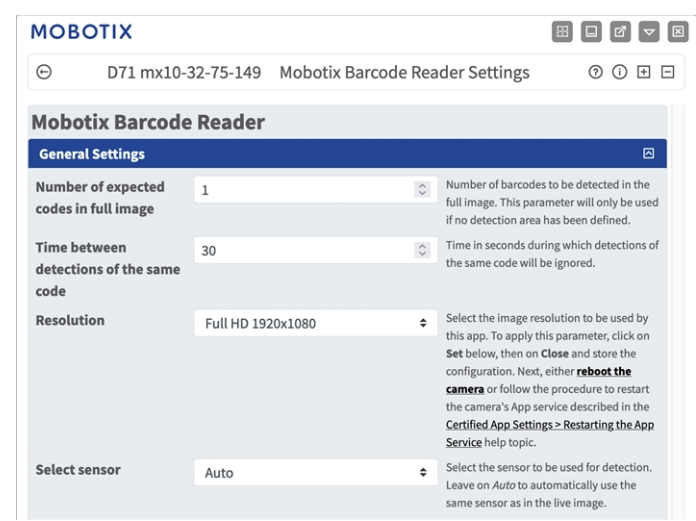 MOBOTIX
D71 mx10-32-75-149 Mobotix Barcode Reader Settings
Mobotix Barcode Reader
General Settings
Number of expected
codes in full image
1
Number of barcodes to be detected in the
full image. This parameter will only be used
if no detection area has been defined.
Time between
detections of the same
code
30
Time in seconds during which detections of
the same code will be ignored.
Resolution
Full HD 1920x1080
Select the image resolution to be used by
this app. To apply this parameter, click on
Set below, then on Close and store the
configuration. Next, either reboot the
camera or follow the procedure to restart
the camera's App service described in the
Certified App Settings > Restarting the App
Service help topic.
Select sensor
Auto
Select the sensor to be used for detection.
Leave on Auto to automatically use the
same sensor as in the live image.